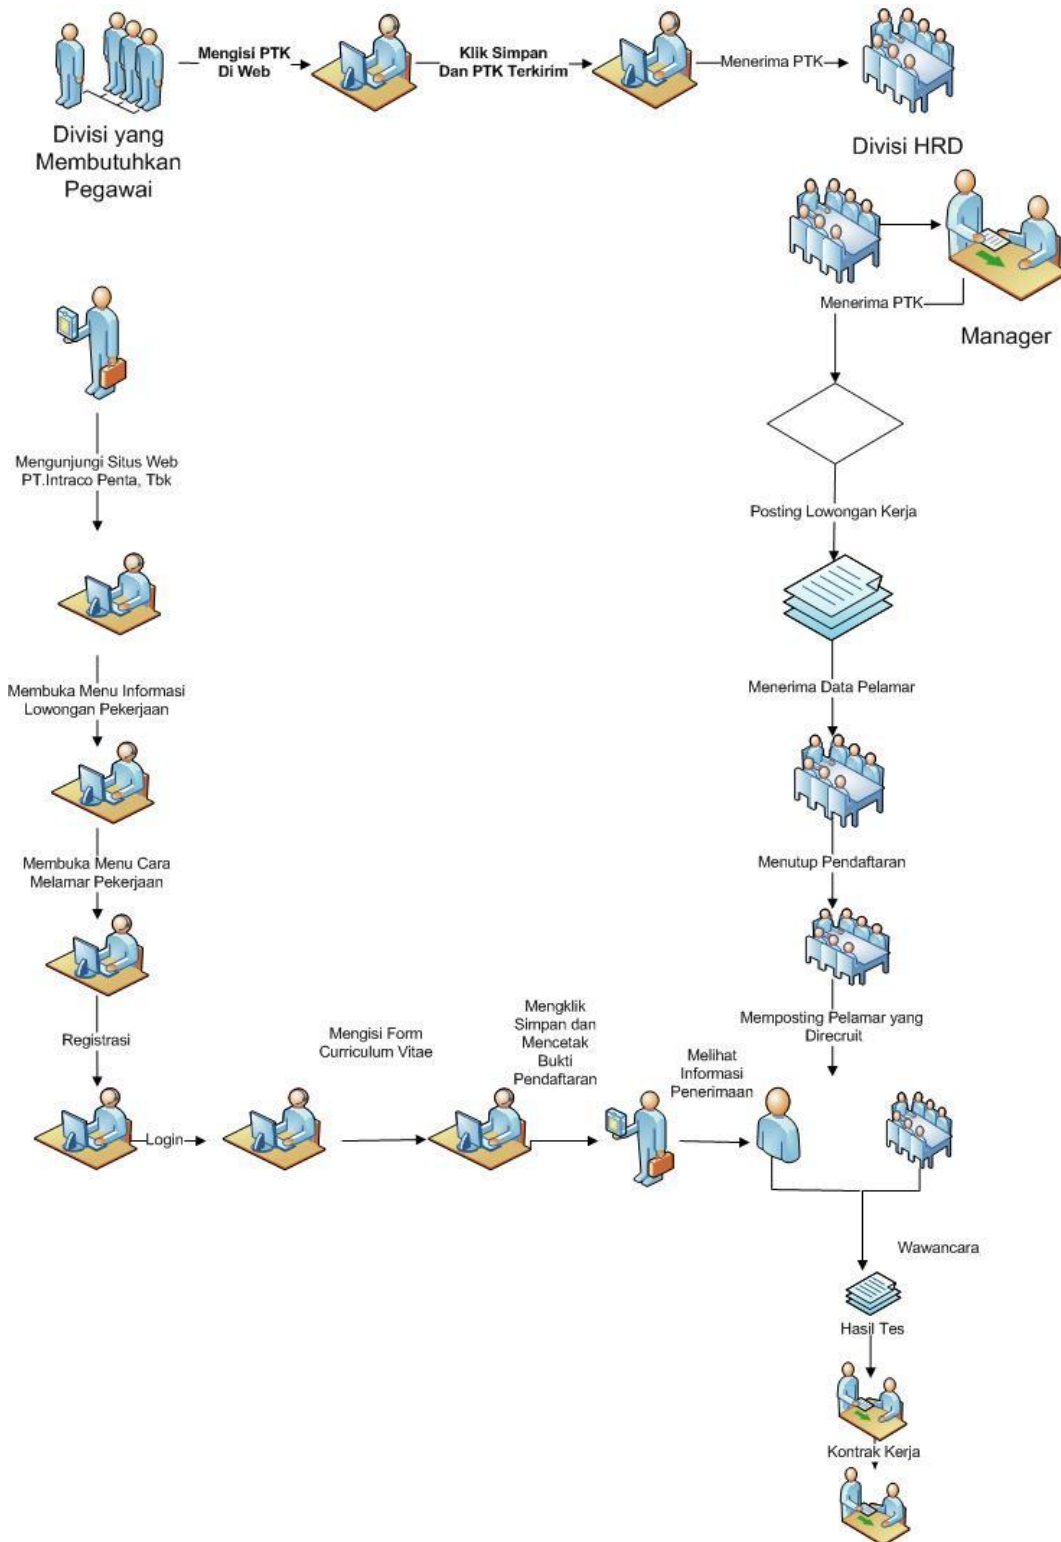 Mengisi PTK
Di Web
Klik Simpan
Dan PTK Terkirim
Menerima PTK
Divisi yang
Membutuhkan
Pegawai
Divisi HRD
Menerima PTK
Manager
Mengunjungi Situs Web
PT.Intraco Penta, Tbk
Posting Lowongan Kerja
Membuka Menu Informasi
Lowongan Pekerjaan
Menerima Data Pelamar
Membuka Menu Cara
Melamar Pekerjaan
Menutup Pendaftaran
Registrasi
Mengisi Form
Curriculum Vitae
Mengklik
Simpan dan
Mencetak
Bukti
Pendaftaran
Melihat
Informasi
Penerimaan
Memposting Pelamar yang
Direcruit
Login
Wawancara
Hasil Tes
Kontrak Kerja